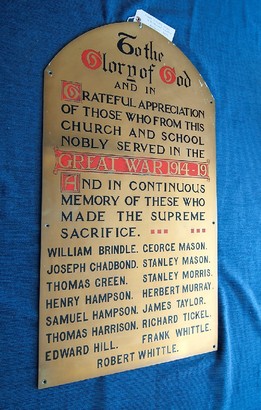 To the
Glory of God
AND IN
GRATEFUL APPRECIATION
OF THOSE WHO FROM THIS
CHURCH AND SCHOOL
NOBLY SERVED IN THE
GREAT WAR 1914-19
AND IN CONTINUOUS
MEMORY OF THESE WHO
MADE THE SUPREME
SACRIFICE.
WILLIAM BRINDLE. GEORGE MASON.
JOSEPH CHADBOND. STANLEY MASON.
THOMAS GREEN. STANLEY MORRIS.
HENRY HAMPSON. HERBERT MURRAY.
SAMUEL HAMPSON. JAMES TAYLOR.
THOMAS HARRISON. RICHARD TICKEL.
EDWARD HILL. FRANK WHITTLE.
ROBERT WHITTLE.